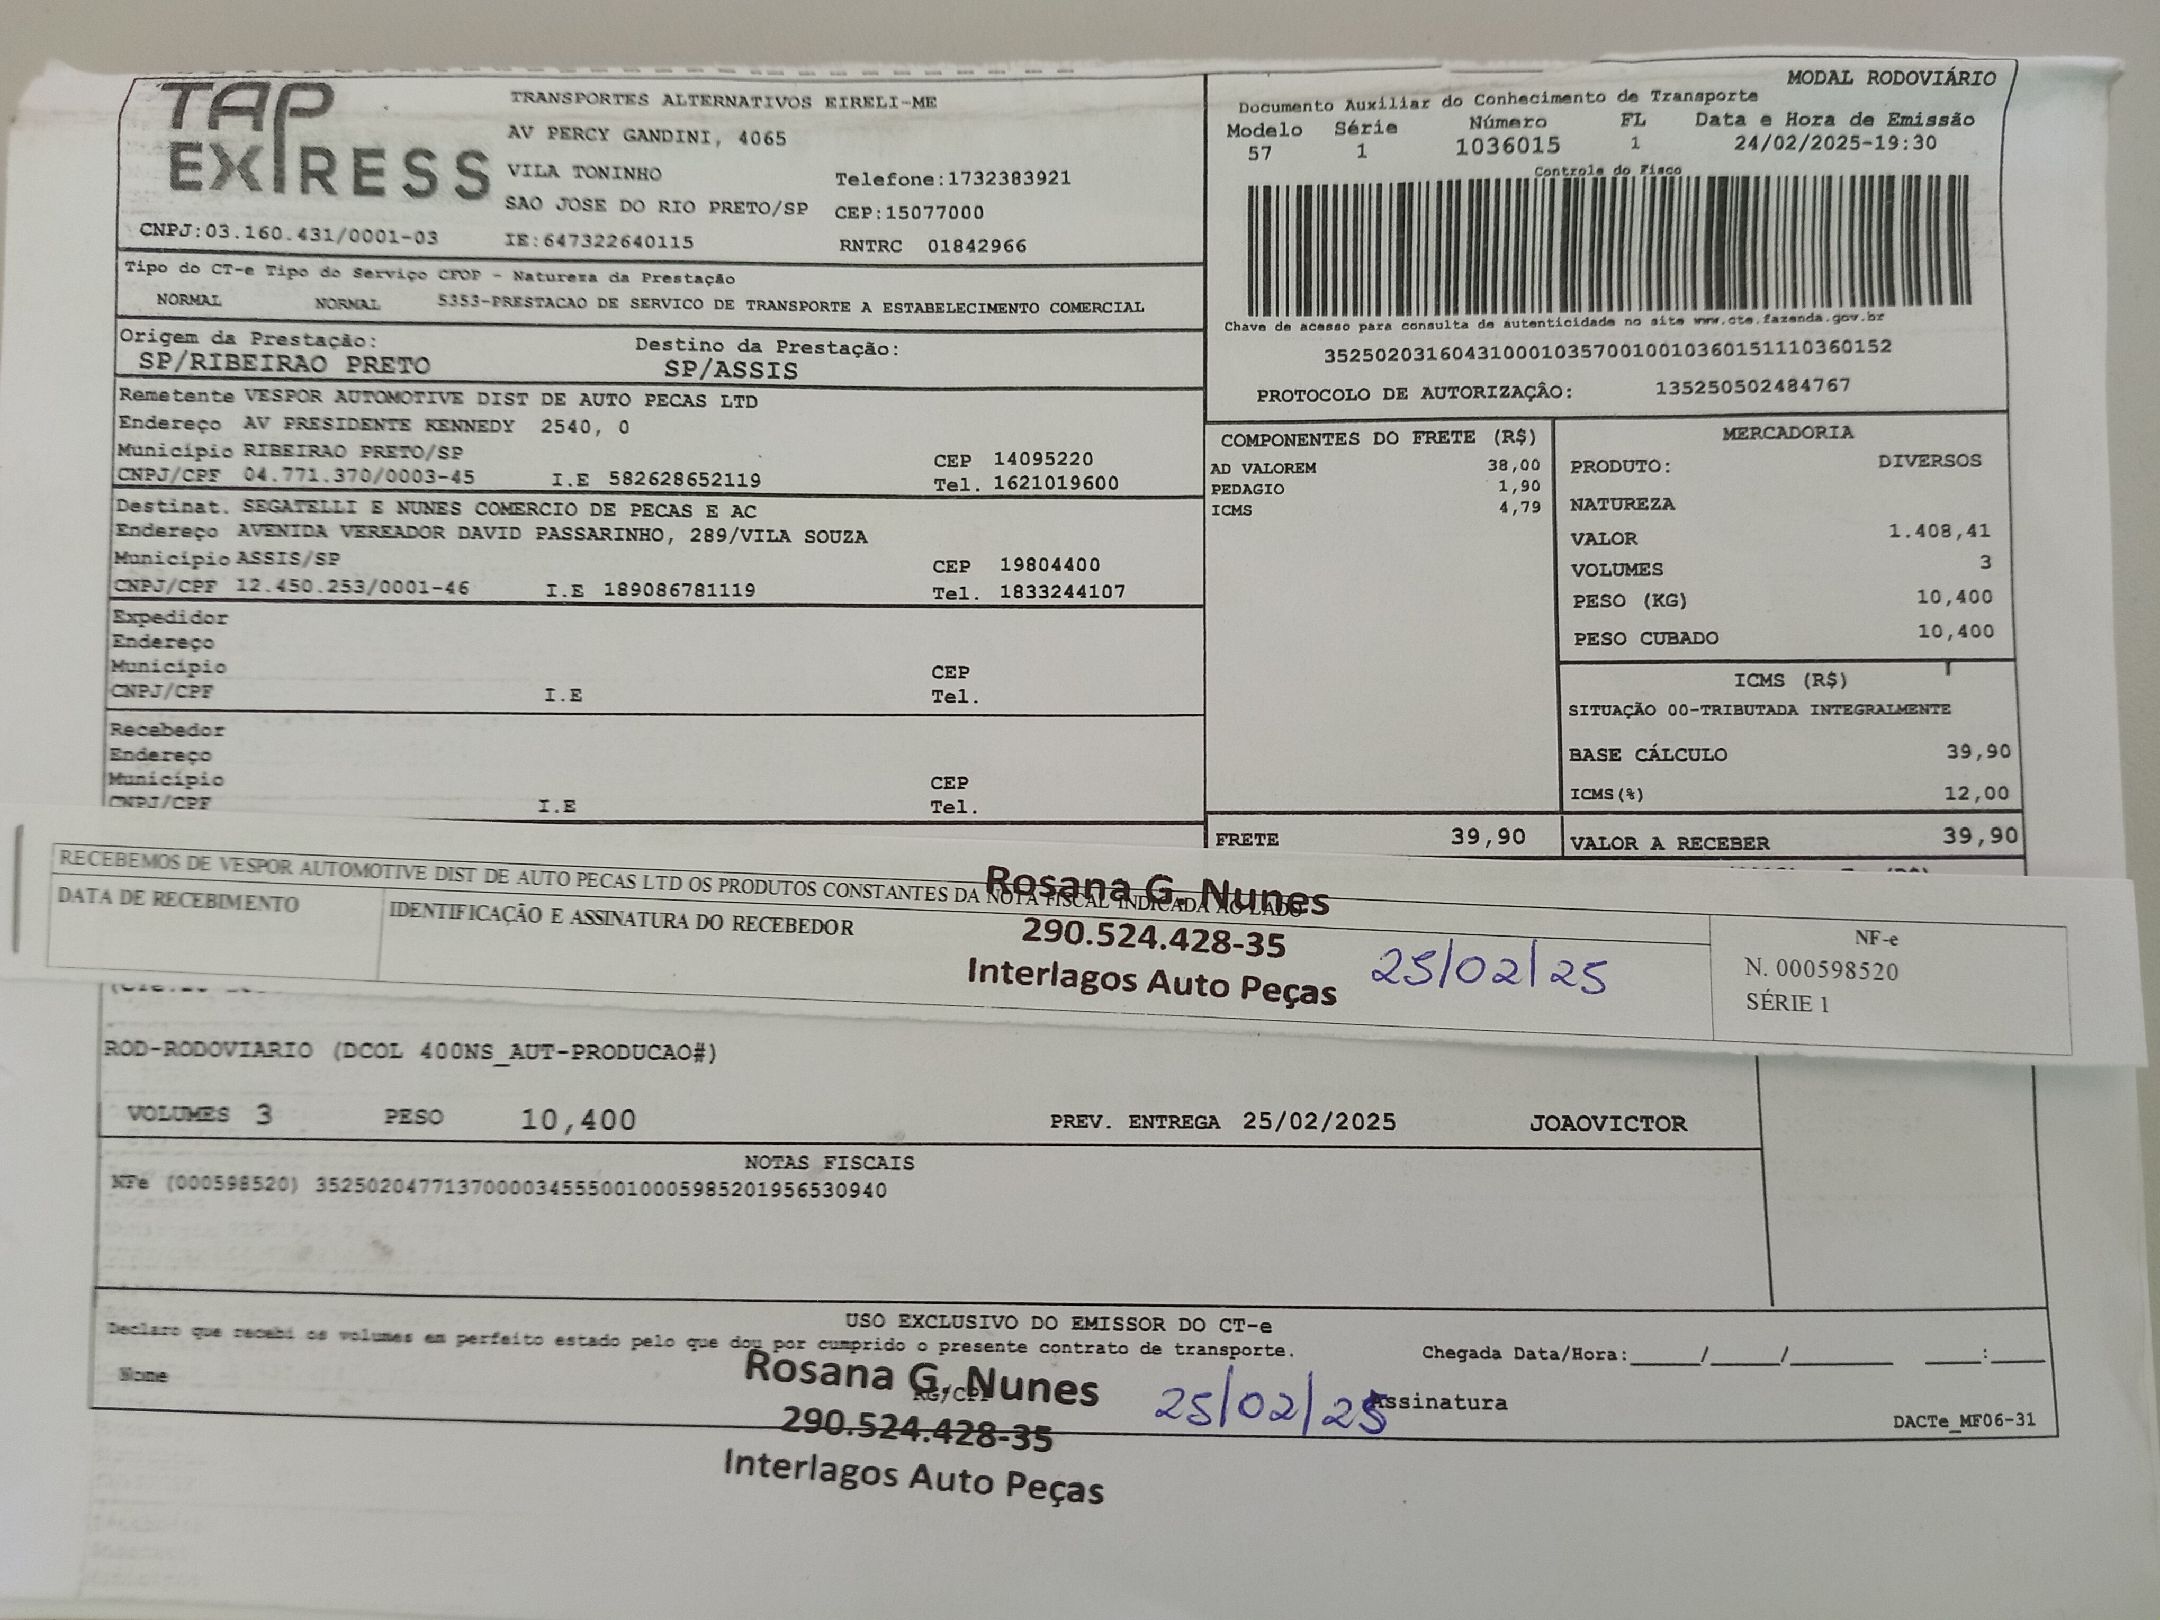 TAP EXPRESS
TRANSPORTES ALTERNATIVOS EIRELI-ME
AV PERCY GANDINI, 4065
VILA TONINHO Telefone:1732383921
SAO JOSE DO RIO PRETO/SP CEP:15077000
CNPJ:03.160.431/0001-03 IE:647322640115 RNTRC 01842966
MODAL RODOVIÁRIO
Documento Auxiliar do Conhecimento de Transporte
Modelo Série Número FL Data e Hora de Emissão
57 1 1036015 1 24/02/2025-19:30
Controle do Fisco
Chave de acesso para consulta de autenticidade no site www.cte.fazenda.gov.br
35250203160431000103570010010360151110360152
PROTOCOLO DE AUTORIZAÇÂO: 135250502484767
Tipo do CT-e Tipo do Serviço CFOP - Natureza da Prestação
NORMAL NORMAL 5353-PRESTACAO DE SERVICO DE TRANSPORTE A ESTABELECIMENTO COMERCIAL
Origem da Prestação: Destino da Prestação:
SP/RIBEIRAO PRETO SP/ASSIS
Remetente VESPOR AUTOMOTIVE DIST DE AUTO PECAS LTD
Endereço AV PRESIDENTE KENNEDY 2540, 0
Município RIBEIRAO PRETO/SP CEP 14095220
CNPJ/CPF 04.771.370/0003-45 I.E 582628652119 Tel. 1621019600
Destinat. SEGATELLI E NUNES COMERCIO DE PECAS E AC
Endereço AVENIDA VEREADOR DAVID PASSARINHO, 289/VILA SOUZA
Município ASSIS/SP CEP 19804400
CNPJ/CPF 12.450.253/0001-46 I.E 189086781119 Tel. 1833244107
Expedidor
Endereço
Município CEP
CNPJ/CPF I.E Tel.
Recebedor
Endereço
Município CEP
CNPJ/CPF I.E Tel.
COMPONENTES DO FRETE (R$)
AD VALOREM 38,00
PEDAGIO 1,90
ICMS 4,79
FRETE 39,90
MERCADORIA
PRODUTO: DIVERSOS
NATUREZA
VALOR 1.408,41
VOLUMES 3
PESO (KG) 10,400
PESO CUBADO 10,400
ICMS (R$)
SITUAÇÃO 00-TRIBUTADA INTEGRALMENTE
BASE CÁLCULO 39,90
ICMS(%) 12,00
VALOR A RECEBER 39,90
RECEBEMOS DE VESPOR AUTOMOTIVE DIST DE AUTO PECAS LTD OS PRODUTOS CONSTANTES DA NOTA FISCAL INDICADA AO LADO
DATA DE RECEBIMENTO
IDENTIFICAÇÃO E ASSINATURA DO RECEBEDOR
Rosana G. Nunes
290.524.428-35
Interlagos Auto Peças
25/02/25
NF-e
N. 000598520
SÉRIE 1
ROD-RODOVIARIO (DCOL 400NS_AUT-PRODUCAO#)
VOLUMES 3 PESO 10,400 PREV. ENTREGA 25/02/2025 JOAOVICTOR
NOTAS FISCAIS
NFe (000598520) 35250204771370000345550010005985201956530940
USO EXCLUSIVO DO EMISSOR DO CT-e
Declaro que recebi os volumes em perfeito estado pelo que dou por cumprido o presente contrato de transporte.
Chegada Data/Hora:_____/_____/________ ____:____
Nome RG/CPF Assinatura
Rosana G. Nunes
290.524.428-35
Interlagos Auto Peças
25/02/25
DACTe_MF06-31